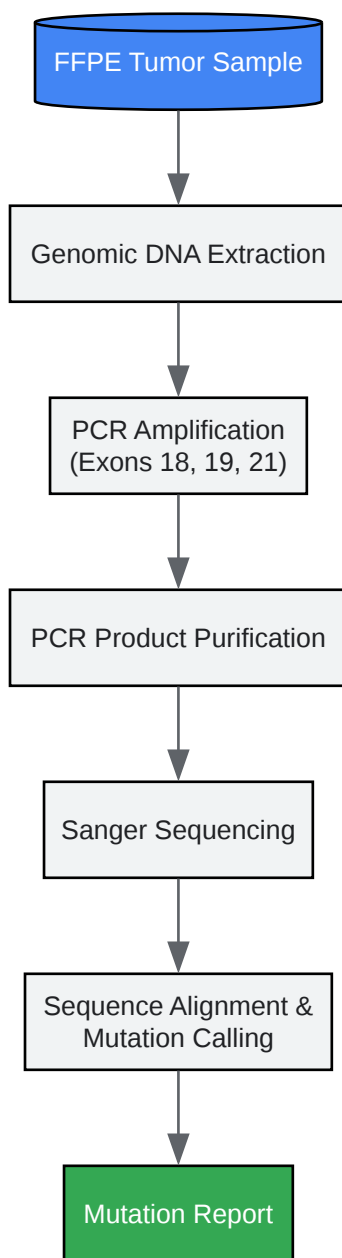 FFPE Tumor Sample
Genomic DNA Extraction
PCR Amplification
(Exons 18, 19, 21)
PCR Product Purification
Sanger Sequencing
Sequence Alignment &
Mutation Calling
Mutation Report